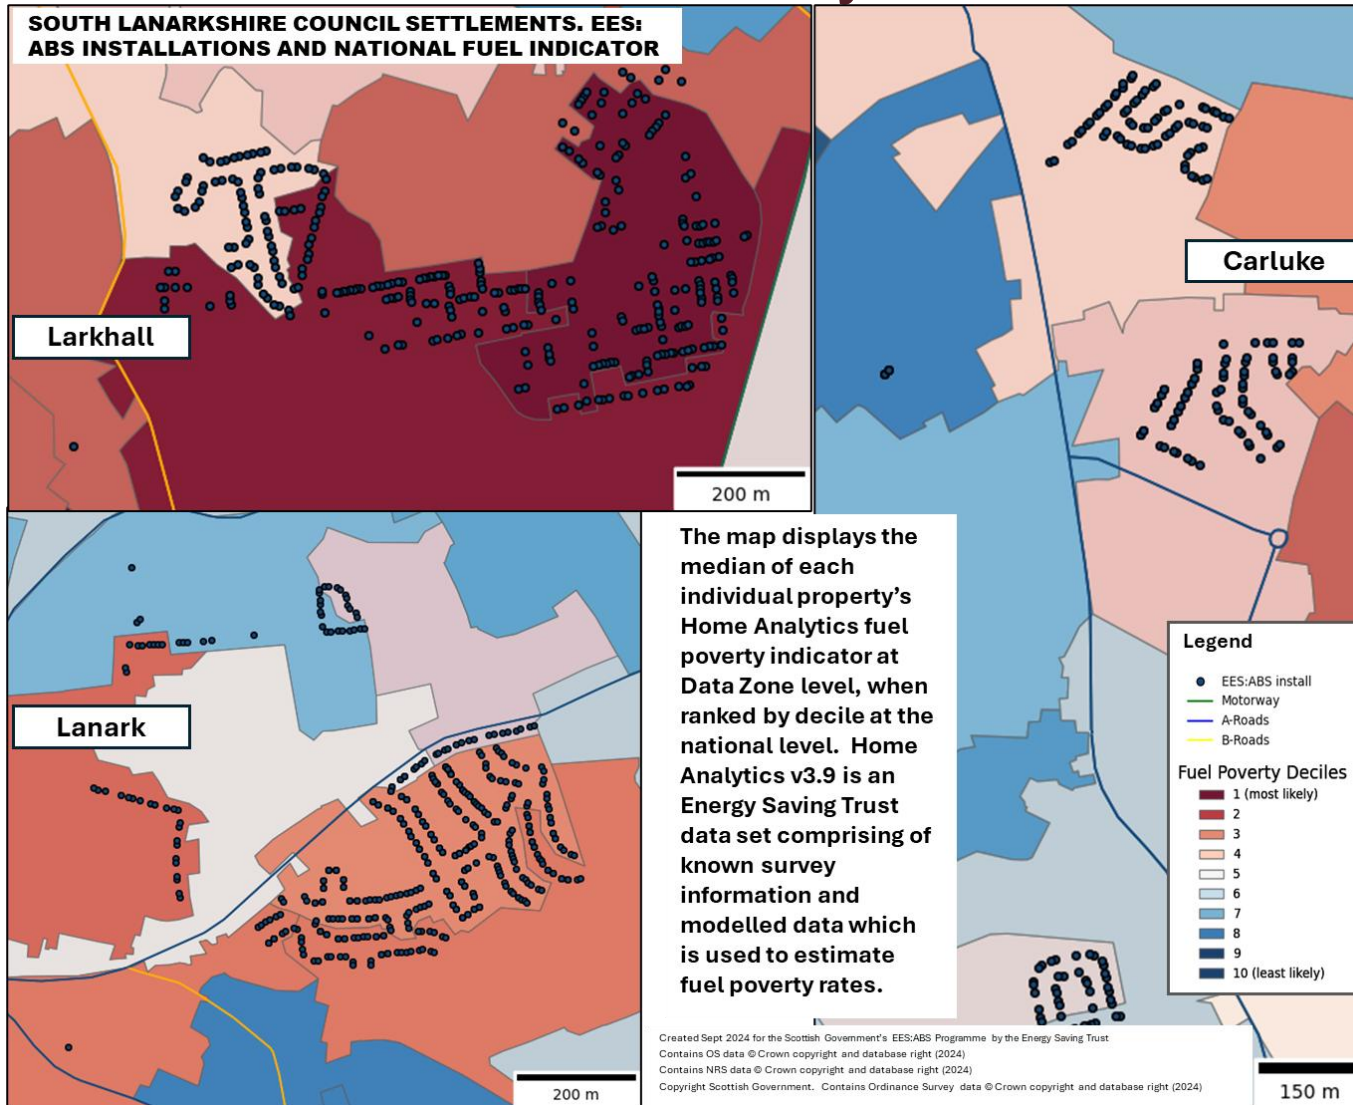 SOUTH LANARKSHIRE COUNCIL SETTLEMENTS. EES:
ABS INSTALLATIONS AND NATIONAL FUEL INDICATOR
Larkhall
200 m
Carluke
Lanark
200 m
The map displays the
median of each
individual property's
Home Analytics fuel
poverty indicator at
Data Zone level, when
ranked by decile at the
national level.  Home
Analytics v3.9 is an
Energy Saving Trust
data set comprising of
known survey
information and
modelled data which
is used to estimate
fuel poverty rates.
Legend
EES:ABS install
Motorway
A-Roads
B-Roads
Fuel Poverty Deciles
1 (most likely)
2
3
4
5
6
7
8
9
10 (least likely)
150 m
Created Sept 2024 for the Scottish Government's EES:ABS Programme by the Energy Saving Trust
Contains OS data © Crown copyright and database right (2024)
Contains NRS data © Crown copyright and database right (2024)
Copyright Scottish Government. Contains Ordinance Survey data © Crown copyright and database right (2024)